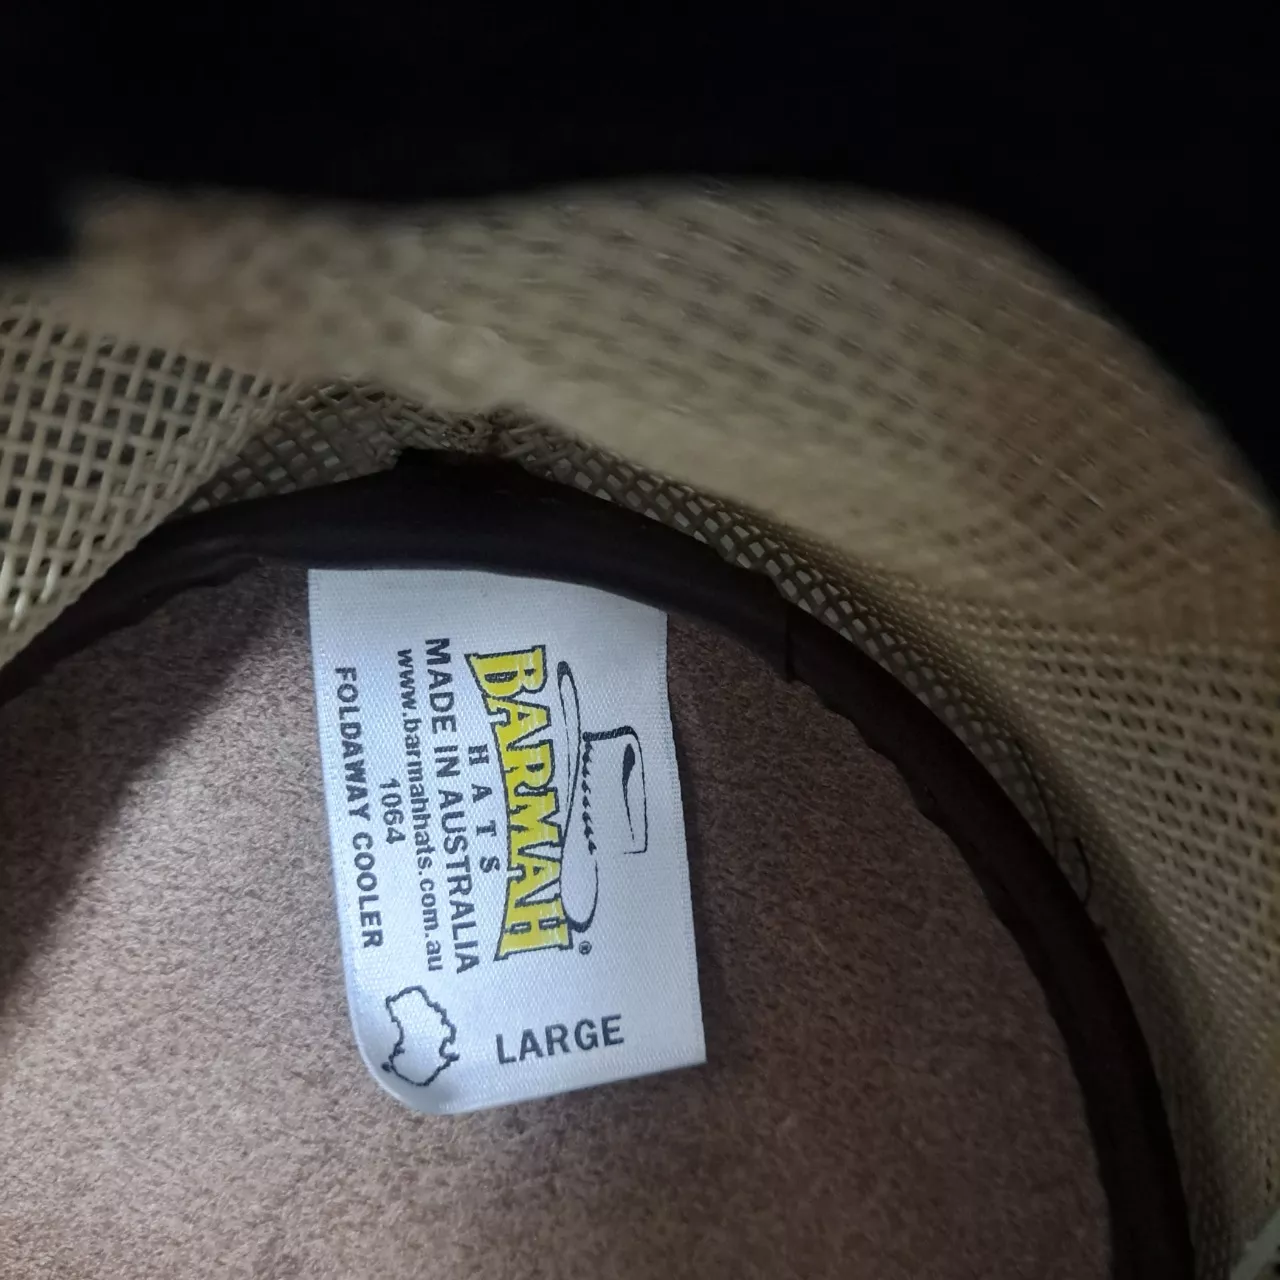 BARMAH®
HATS
MADE IN AUSTRALIA
www.barmahhats.com.au
1064
FOLDAWAY COOLER
LARGE